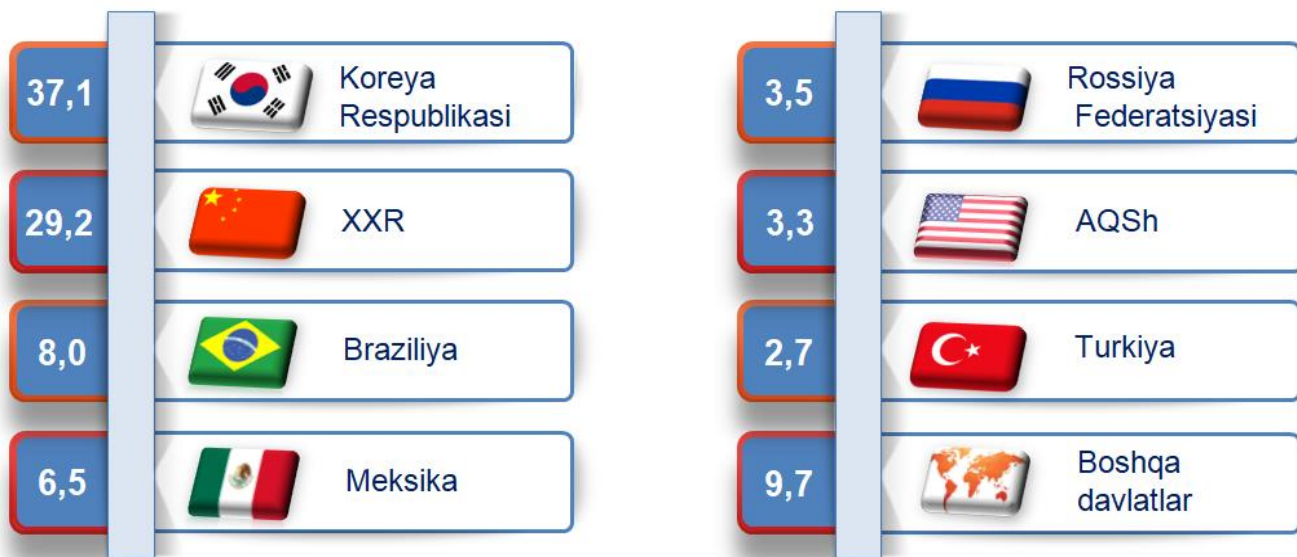 37,1
Koreya
Respublikasi
29,2
XXR
8,0
Braziliya
6,5
Meksika
3,5
Rossiya
Federatsiyasi
3,3
AQSh
2,7
Turkiya
9,7
Boshqa
davlatlar